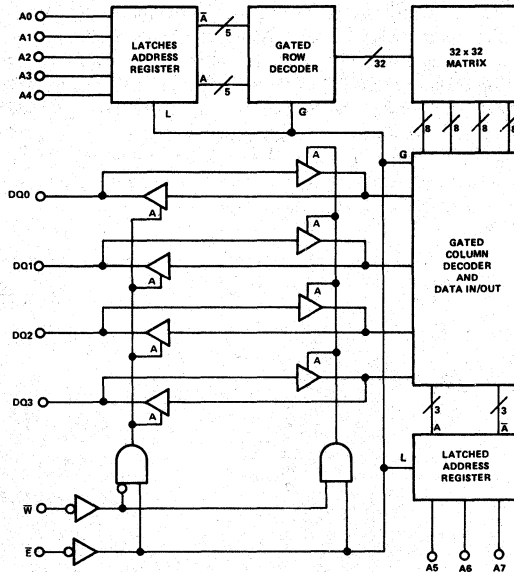 A0
A1
A2
A3
A4
LATCHES
ADDRESS
REGISTER
A̅
5
A
5
L
GATED
ROW
DECODER
G
32
32 x 32
MATRIX
8
8
8
8
G
GATED
COLUMN
DECODER
AND
DATA IN/OUT
DQ0
A
A
DQ1
A
A
DQ2
A
A
DQ3
A
A
3
A
3
A̅
L
LATCHED
ADDRESS
REGISTER
W̅
E̅
A5
A6
A7